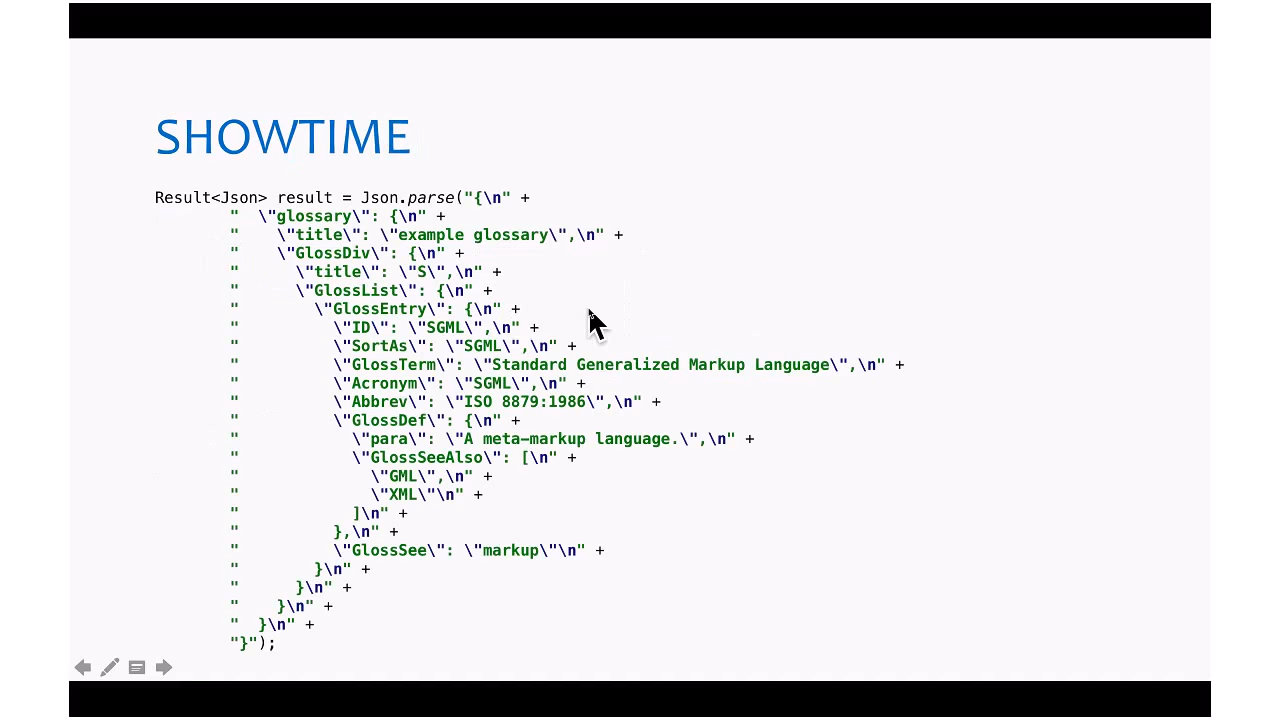 SHOWTIME
Result<Json> result = Json.parse("{\n" +
"  \"glossary\": {\n" +
"    \"title\": \"example glossary\",\n" +
"    \"GlossDiv\": {\n" +
"      \"title\": \"S\",\n" +
"      \"GlossList\": {\n" +
"        \"GlossEntry\": {\n" +
"          \"ID\": \"SGML\",\n" +
"          \"SortAs\": \"SGML\",\n" +
"          \"GlossTerm\": \"Standard Generalized Markup Language\",\n" +
"          \"Acronym\": \"SGML\",\n" +
"          \"Abbrev\": \"ISO 8879:1986\",\n" +
"          \"GlossDef\": {\n" +
"            \"para\": \"A meta-markup language.\",\n" +
"            \"GlossSeeAlso\": [\n" +
"              \"GML\",\n" +
"              \"XML\"\n" +
"            ]\n" +
"          },\n" +
"          \"GlossSee\": \"markup\"\n" +
"        }\n" +
"      }\n" +
"    }\n" +
"  }\n" +
"}");